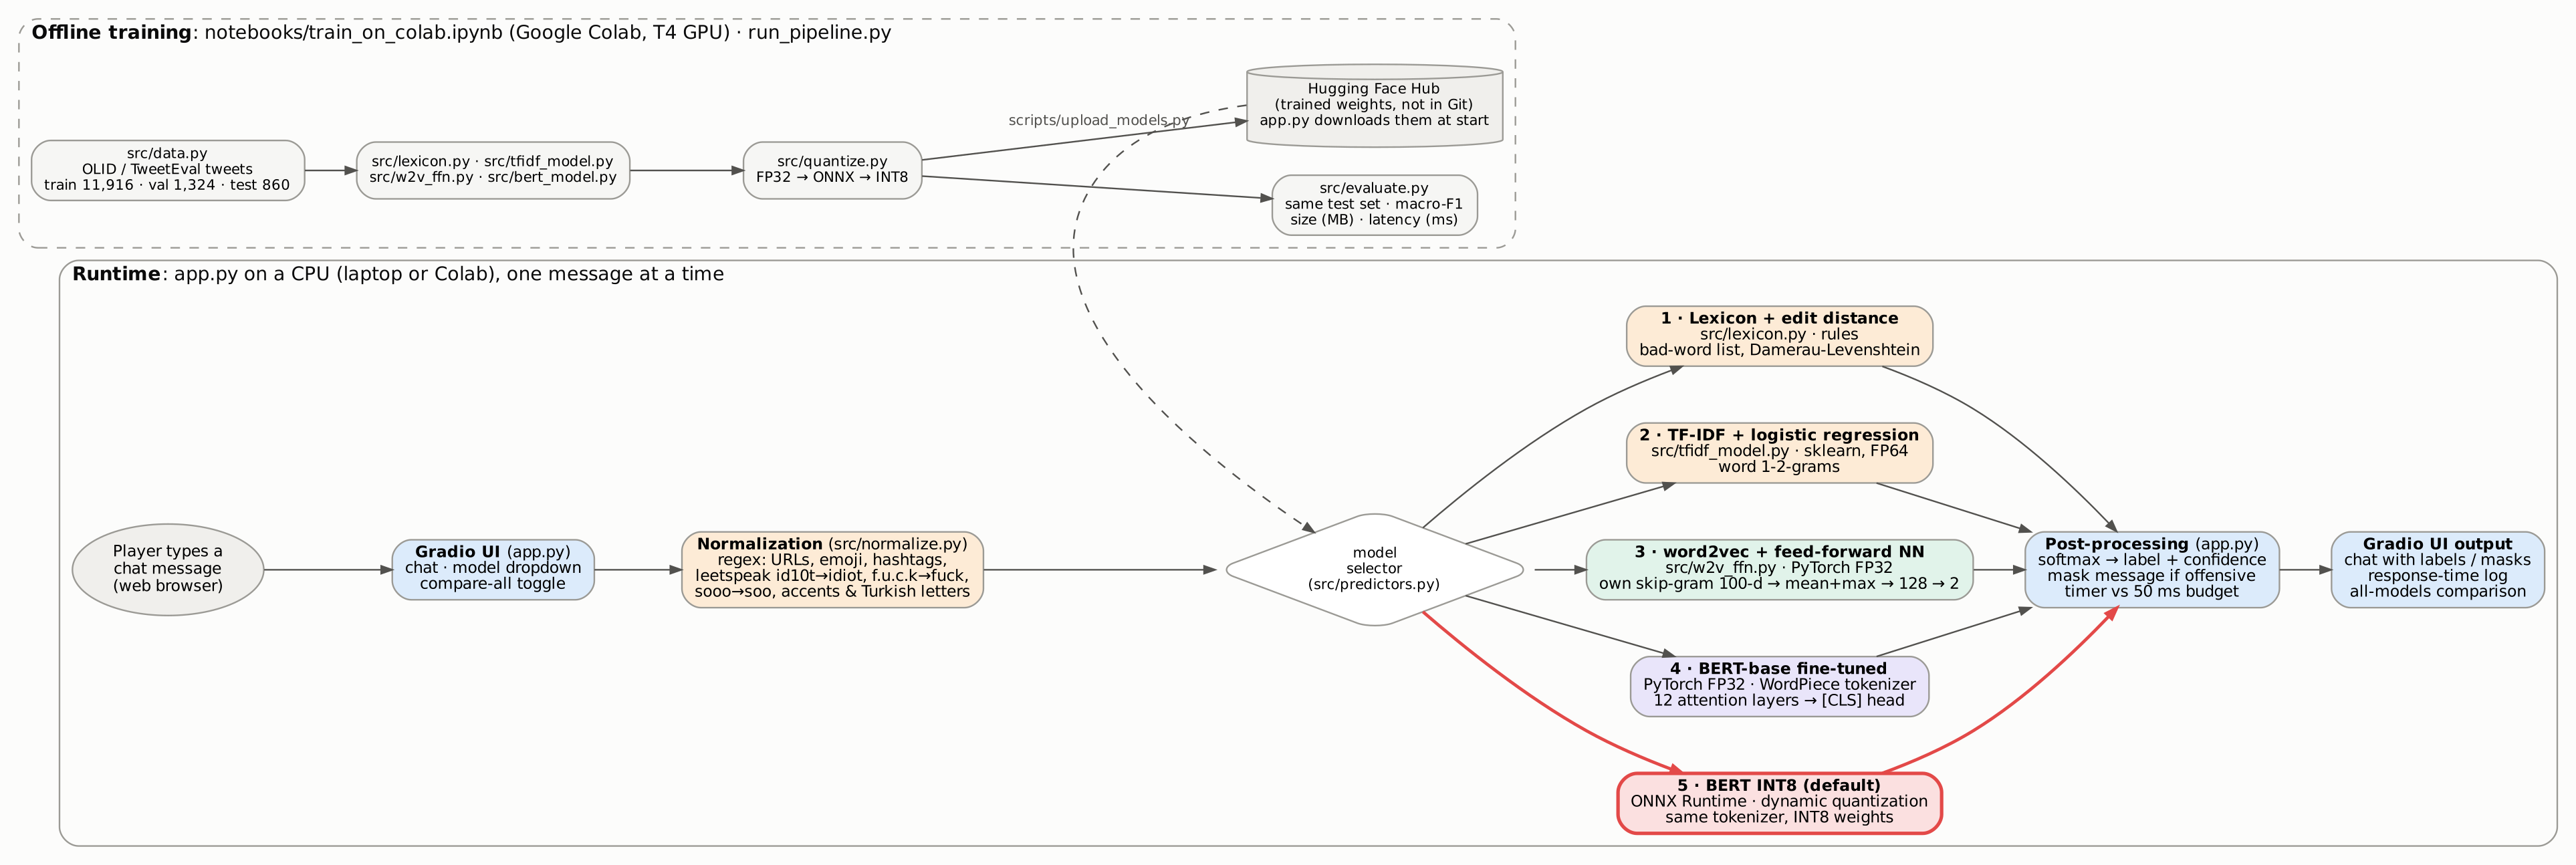 Offline training: notebooks/train_on_colab.ipynb (Google Colab, T4 GPU) · run_pipeline.py
src/data.py
OLID / TweetEval tweets
train 11,916 · val 1,324 · test 860
src/lexicon.py · src/tfidf_model.py
src/w2v_ffn.py · src/bert_model.py
src/quantize.py
FP32 → ONNX → INT8
scripts/upload_models.py
Hugging Face Hub
(trained weights, not in Git)
app.py downloads them at start
src/evaluate.py
same test set · macro-F1
size (MB) · latency (ms)
Runtime: app.py on a CPU (laptop or Colab), one message at a time
Player types a
chat message
(web browser)
Gradio UI (app.py)
chat · model dropdown
compare-all toggle
Normalization (src/normalize.py)
regex: URLs, emoji, hashtags,
leetspeak id10t→idiot, f.u.c.k→fuck,
sooo→soo, accents & Turkish letters
model
selector
(src/predictors.py)
1 · Lexicon + edit distance
src/lexicon.py · rules
bad-word list, Damerau-Levenshtein
2 · TF-IDF + logistic regression
src/tfidf_model.py · sklearn, FP64
word 1-2-grams
3 · word2vec + feed-forward NN
src/w2v_ffn.py · PyTorch FP32
own skip-gram 100-d → mean+max → 128 → 2
4 · BERT-base fine-tuned
PyTorch FP32 · WordPiece tokenizer
12 attention layers → [CLS] head
5 · BERT INT8 (default)
ONNX Runtime · dynamic quantization
same tokenizer, INT8 weights
Post-processing (app.py)
softmax → label + confidence
mask message if offensive
timer vs 50 ms budget
Gradio UI output
chat with labels / masks
response-time log
all-models comparison